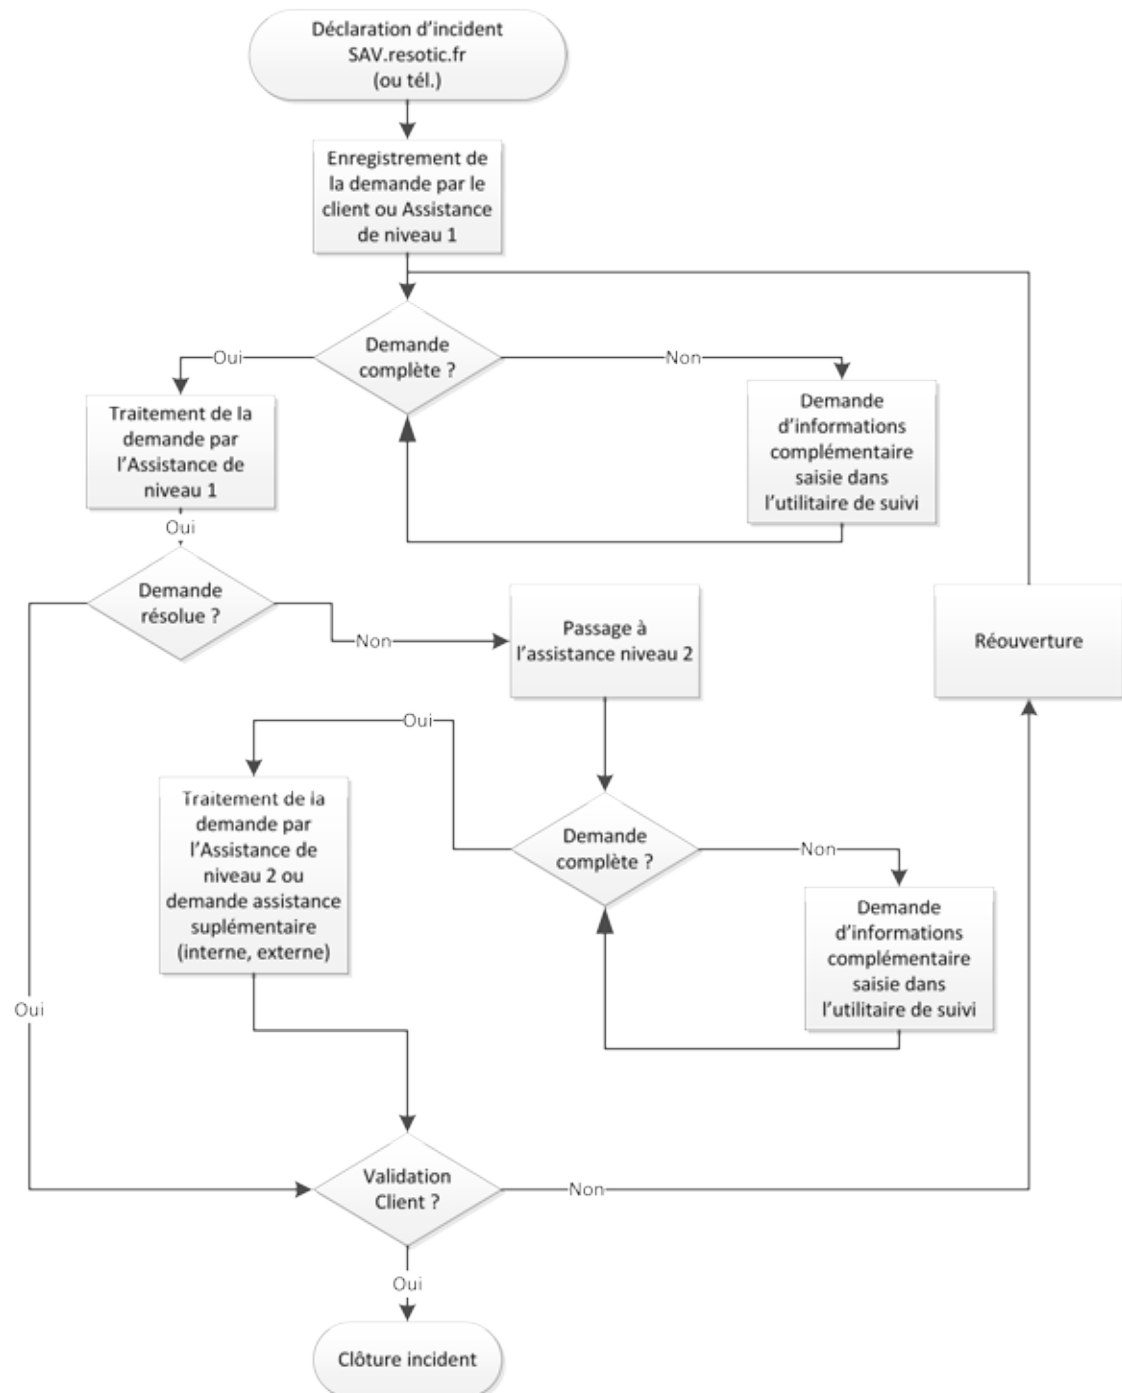 Déclaration d'incident
SAV.resotic.fr
(ou tél.)
Enregistrement de
la demande par le
client ou Assistance
de niveau 1
Demande
complète ?
Oui
Non
Traitement de la
demande par
l'Assistance de
niveau 1
Demande
d'informations
complémentaire
saisie dans
l'utilitaire de suivi
Oui
Demande
résolue ?
Non
Passage à
l'assistance niveau 2
Réouverture
Oui
Traitement de la
demande par
l'Assistance de
niveau 2 ou
demande assistance
suplémentaire
(interne, externe)
Demande
complète ?
Non
Demande
d'informations
complémentaire
saisie dans
l'utilitaire de suivi
Oui
Validation
Client ?
Non
Oui
Clôture incident